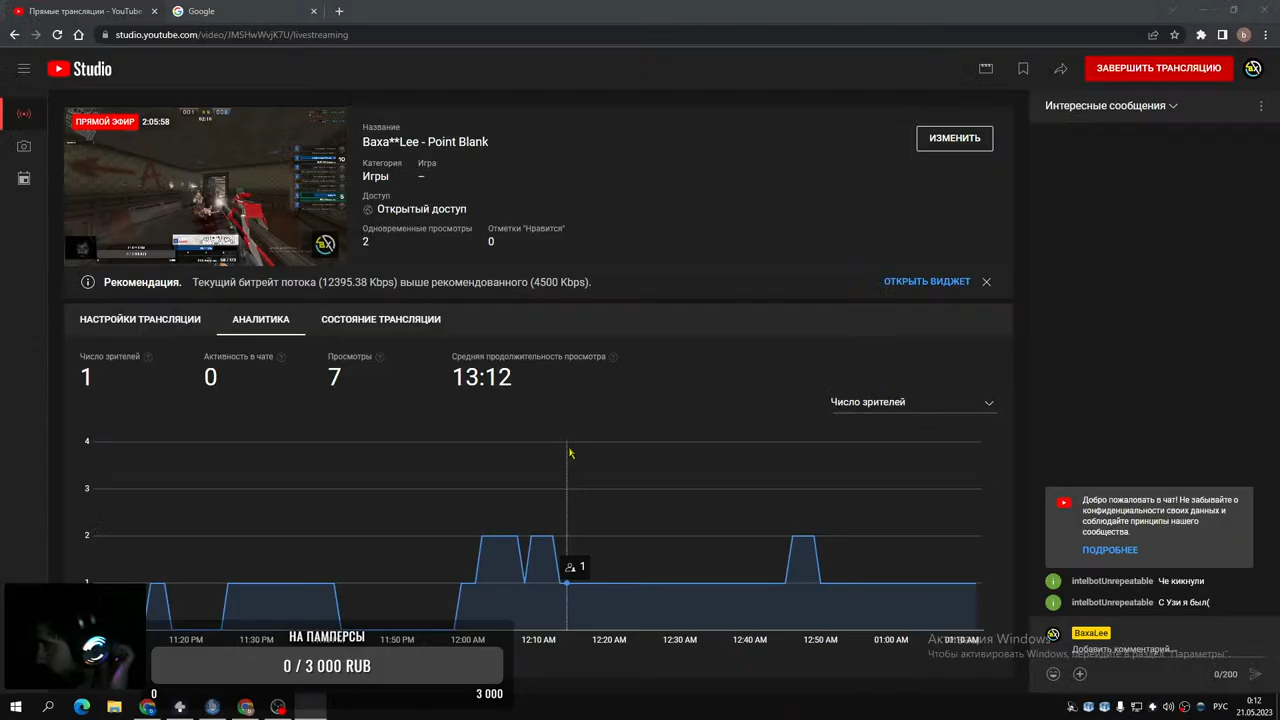 Прямые трансляции - YouTube
Google
studio.youtube.com/video/JMSHwWvjK7U/livestreaming
b
Studio
ЗАВЕРШИТЬ ТРАНСЛЯЦИЮ
ПРЯМОЙ ЭФИР 2:05:58
Название
Baxa**Lee - Point Blank
ИЗМЕНИТЬ
Категория Игра
Игры –
Доступ
Открытый доступ
Одновременные просмотры Отметки "Нравится"
2 0
Рекомендация. Текущий битрейт потока (12395.38 Kbps) выше рекомендованного (4500 Kbps).
ОТКРЫТЬ ВИДЖЕТ
НАСТРОЙКИ ТРАНСЛЯЦИИ АНАЛИТИКА СОСТОЯНИЕ ТРАНСЛЯЦИИ
Число зрителей Активность в чате Просмотры Средняя продолжительность просмотра
1 0 7 13:12
Число зрителей
4
3
2
1
1
11:20 PM 11:30 PM 11:50 PM 12:00 AM 12:10 AM 12:20 AM 12:30 AM 12:40 AM 12:50 AM 01:00 AM 01:10 AM
НА ПАМПЕРСЫ
0 / 3 000 RUB
0 3 000
Интересные сообщения
Добро пожаловать в чат! Не забывайте о
конфиденциальности своих данных и
соблюдайте принципы нашего
сообщества.
ПОДРОБНЕЕ
intelbotUnrepeatable Че кикнули
intelbotUnrepeatable С Узи я был(
BaxaLee
Добавить комментарий...
0/200
Активация Windows
Чтобы активировать Windows, перейдите в раздел "Параметры".
РУС
0:12
21.05.2023